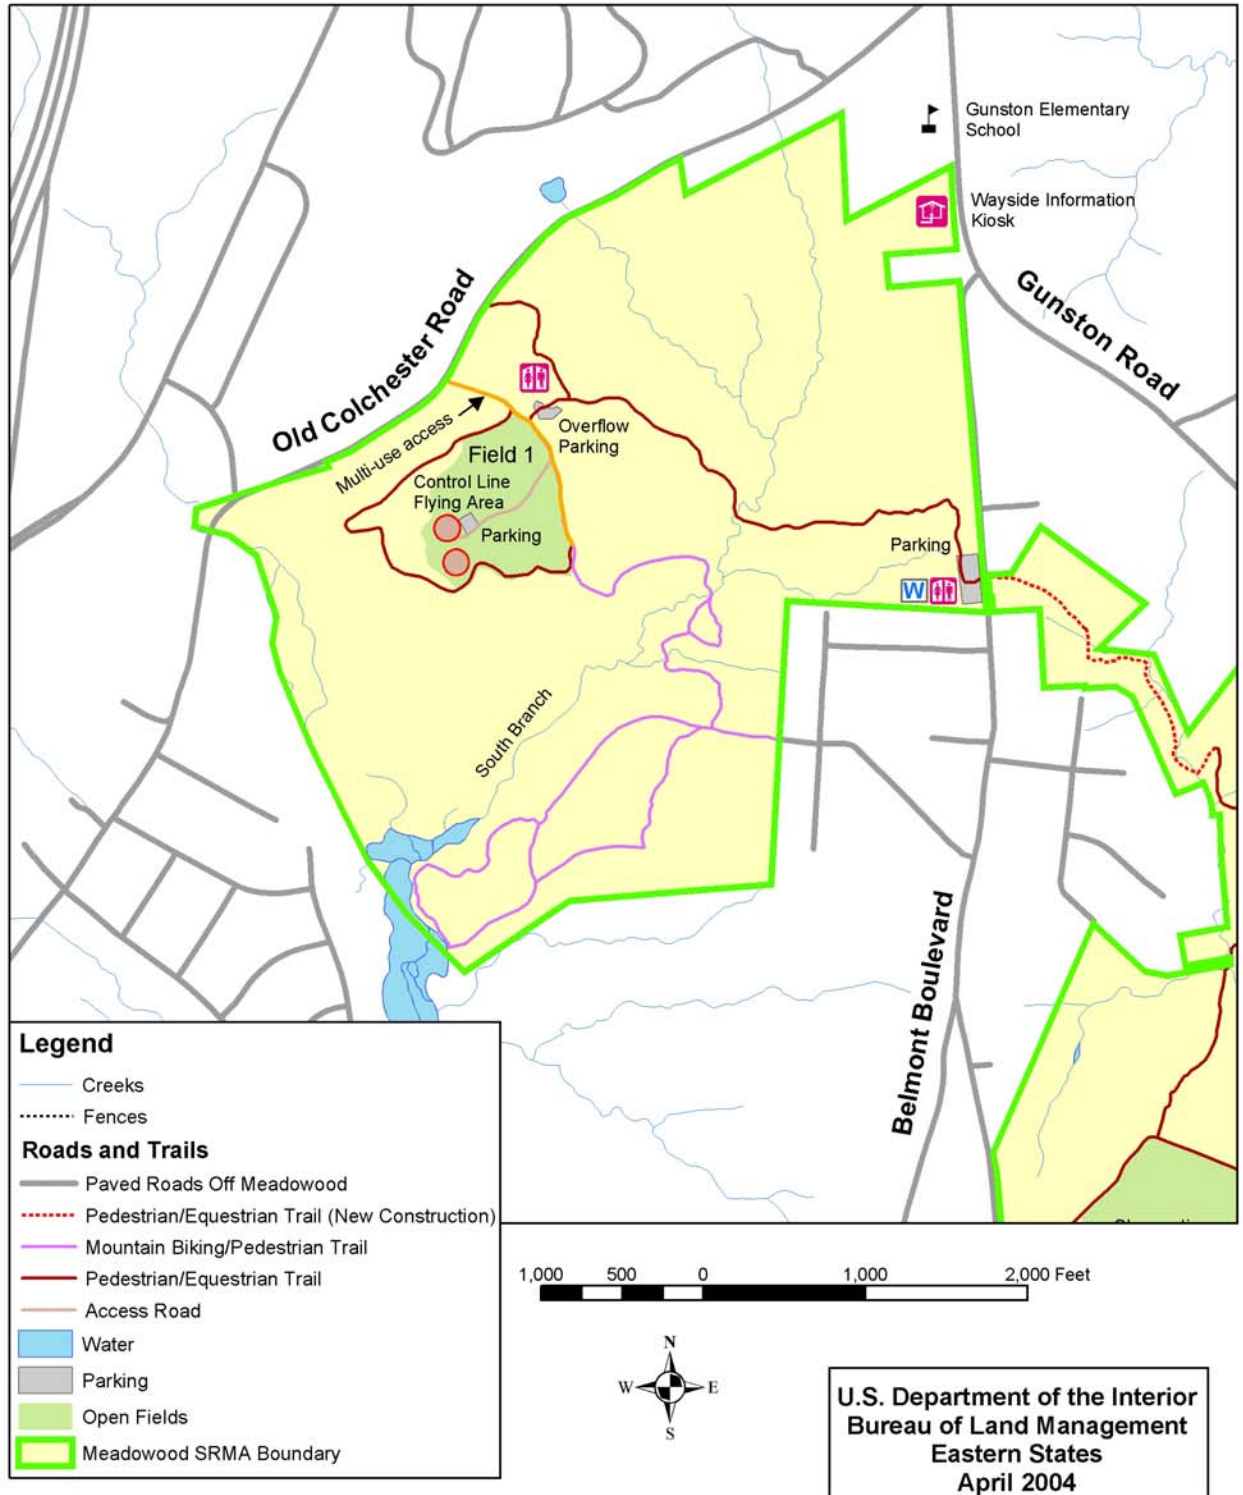 Gunston Elementary
School
Wayside Information
Kiosk
Gunston Road
Old Colchester Road
Multi-use access
Overflow
Parking
Field 1
Control Line
Flying Area
Parking
Parking
W
South Branch
Belmont Boulevard
Legend
Creeks
Fences
Roads and Trails
Paved Roads Off Meadowood
Pedestrian/Equestrian Trail (New Construction)
Mountain Biking/Pedestrian Trail
Pedestrian/Equestrian Trail
Access Road
Water
Parking
Open Fields
Meadowood SRMA Boundary
1,000 500 0 1,000 2,000 Feet
N
W E
S
U.S. Department of the Interior
Bureau of Land Management
Eastern States
April 2004